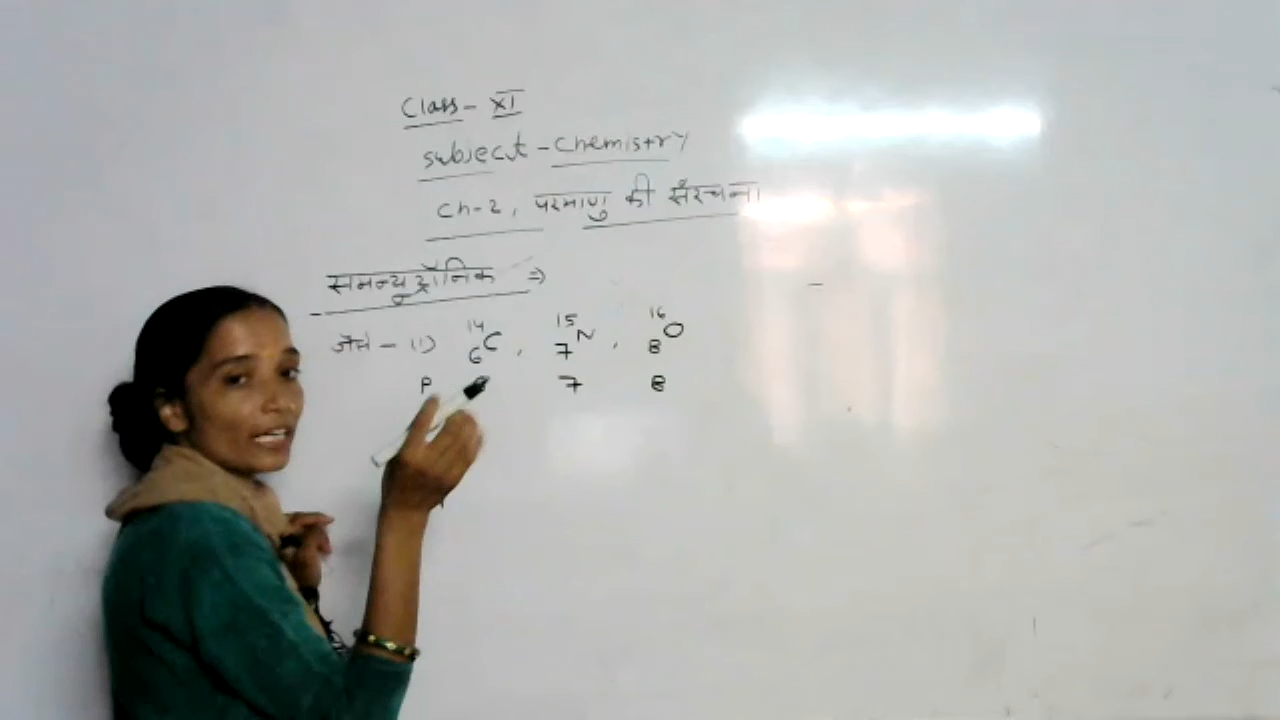 Class - XI
subject - Chemistry
ch-2, परमाणु की संरचना
समन्यूट्रॉनिक ⇒
जैसे - (1) ¹⁴₆C, ¹⁵₇N, ¹⁶₈O
P 7 8